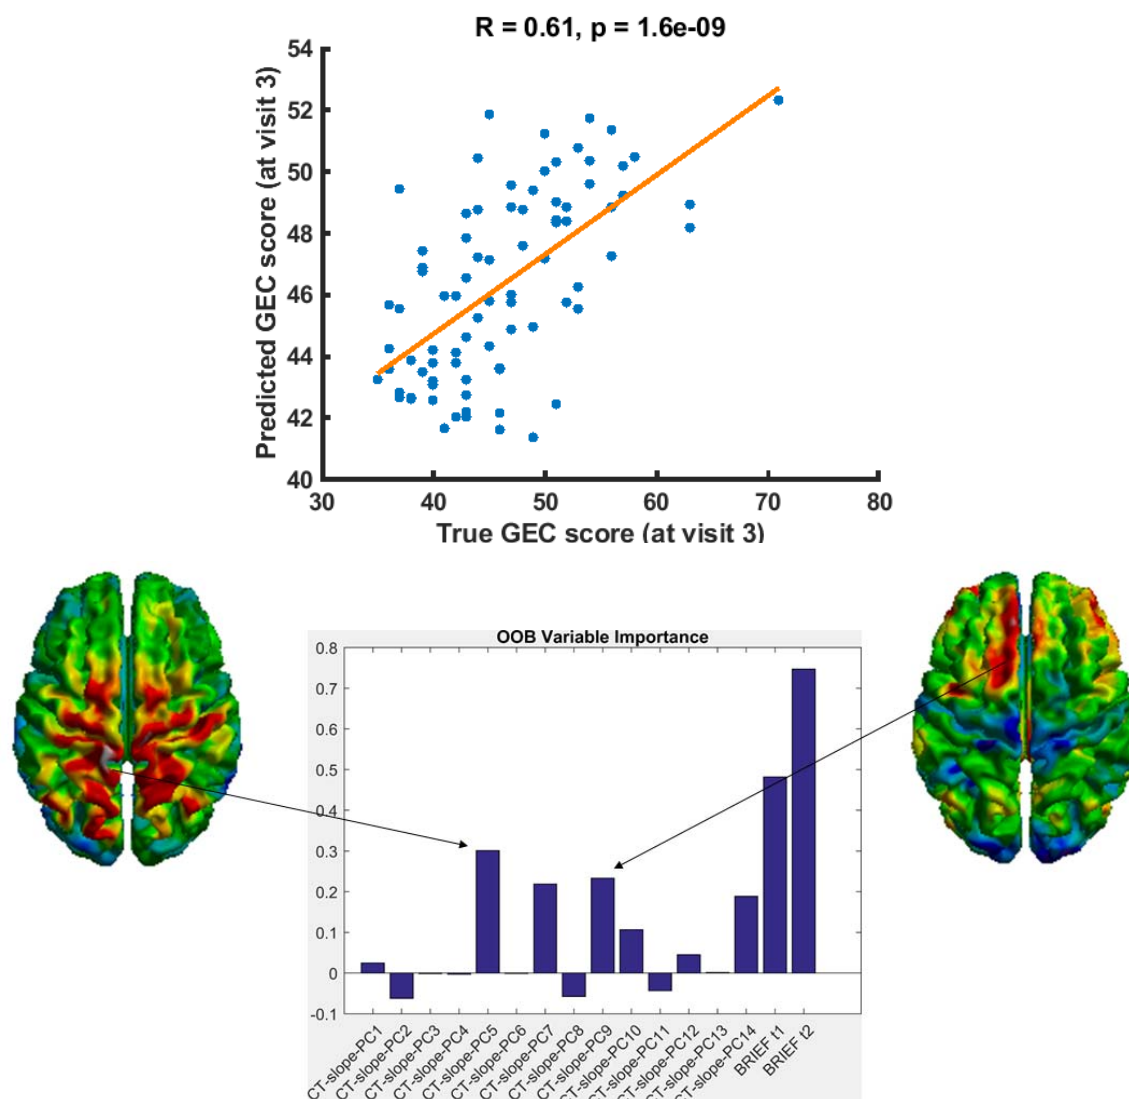 R = 0.61, p = 1.6e-09
Predicted GEC score (at visit 3)
54
52
50
48
46
44
42
40
30 40 50 60 70 80
True GEC score (at visit 3)
OOB Variable Importance
0.8
0.7
0.6
0.5
0.4
0.3
0.2
0.1
0
-0.1
CT-slope-PC1
CT-slope-PC2
CT-slope-PC3
CT-slope-PC4
CT-slope-PC5
CT-slope-PC6
CT-slope-PC7
CT-slope-PC8
CT-slope-PC9
CT-slope-PC10
CT-slope-PC11
CT-slope-PC12
CT-slope-PC13
CT-slope-PC14
BRIEF t1
BRIEF t2